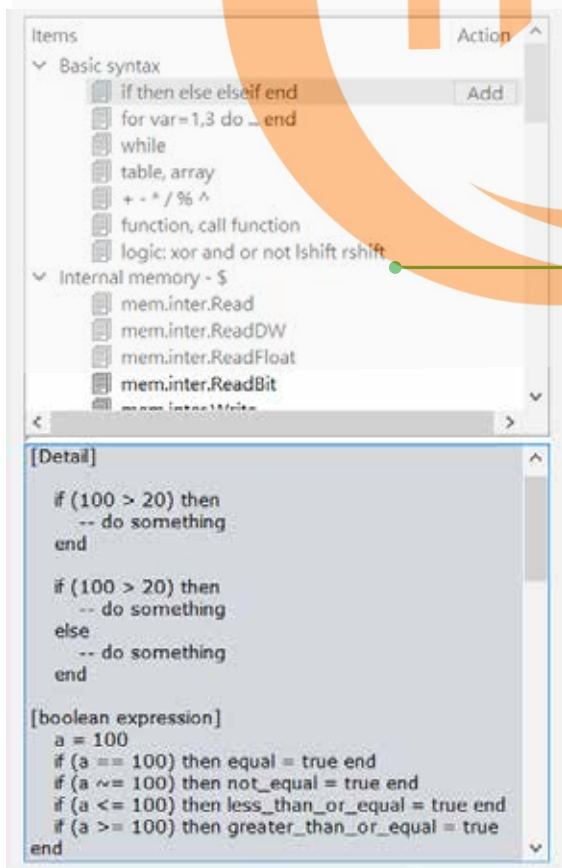 Items Action
Basic syntax
if then else elseif end Add
for var=1,3 do ... end
while
table, array
+ - * / % ^
function, call function
logic: xor and or not lshift rshift
Internal memory - $
mem.inter.Read
mem.inter.ReadDW
mem.inter.ReadFloat
mem.inter.ReadBit
mem.inter.Write
[Detail]
if (100 > 20) then
-- do something
end
if (100 > 20) then
-- do something
else
-- do something
end
[boolean expression]
a = 100
if (a == 100) then equal = true end
if (a ~= 100) then not_equal = true end
if (a <= 100) then less_than_or_equal = true end
if (a >= 100) then greater_than_or_equal = true
end